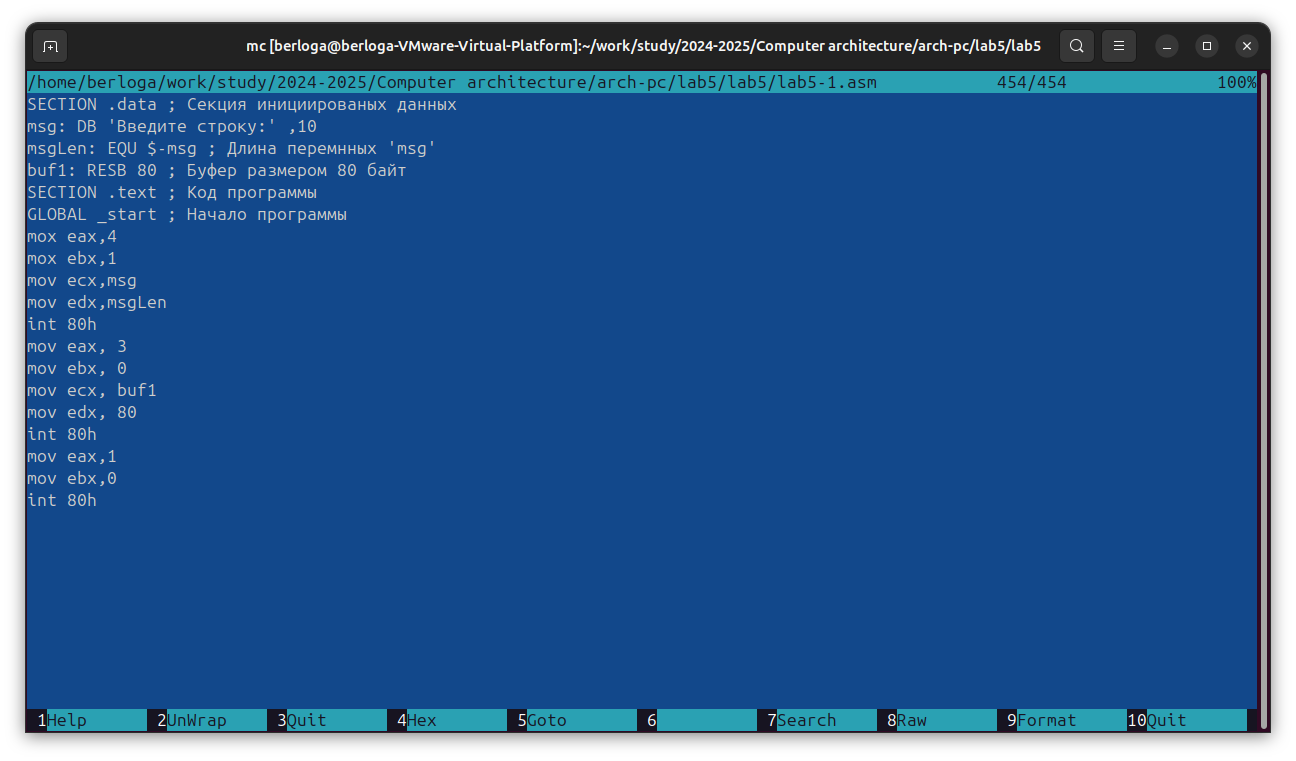 mc [berloga@berloga-VMware-Virtual-Platform]:~/work/study/2024-2025/Computer architecture/arch-pc/lab5/lab5
/home/berloga/work/study/2024-2025/Computer architecture/arch-pc/lab5/lab5/lab5-1.asm 454/454 100%
SECTION .data ; Секция инициированых данных
msg: DB 'Введите строку:' ,10
msgLen: EQU $-msg ; Длина перемнных 'msg'
buf1: RESB 80 ; Буфер размером 80 байт
SECTION .text ; Код программы
GLOBAL _start ; Начало программы
mox eax,4
mox ebx,1
mov ecx,msg
mov edx,msgLen
int 80h
mov eax, 3
mov ebx, 0
mov ecx, buf1
mov edx, 80
int 80h
mov eax,1
mov ebx,0
int 80h
1Help 2UnWrap 3Quit 4Hex 5Goto 6 7Search 8Raw 9Format 10Quit